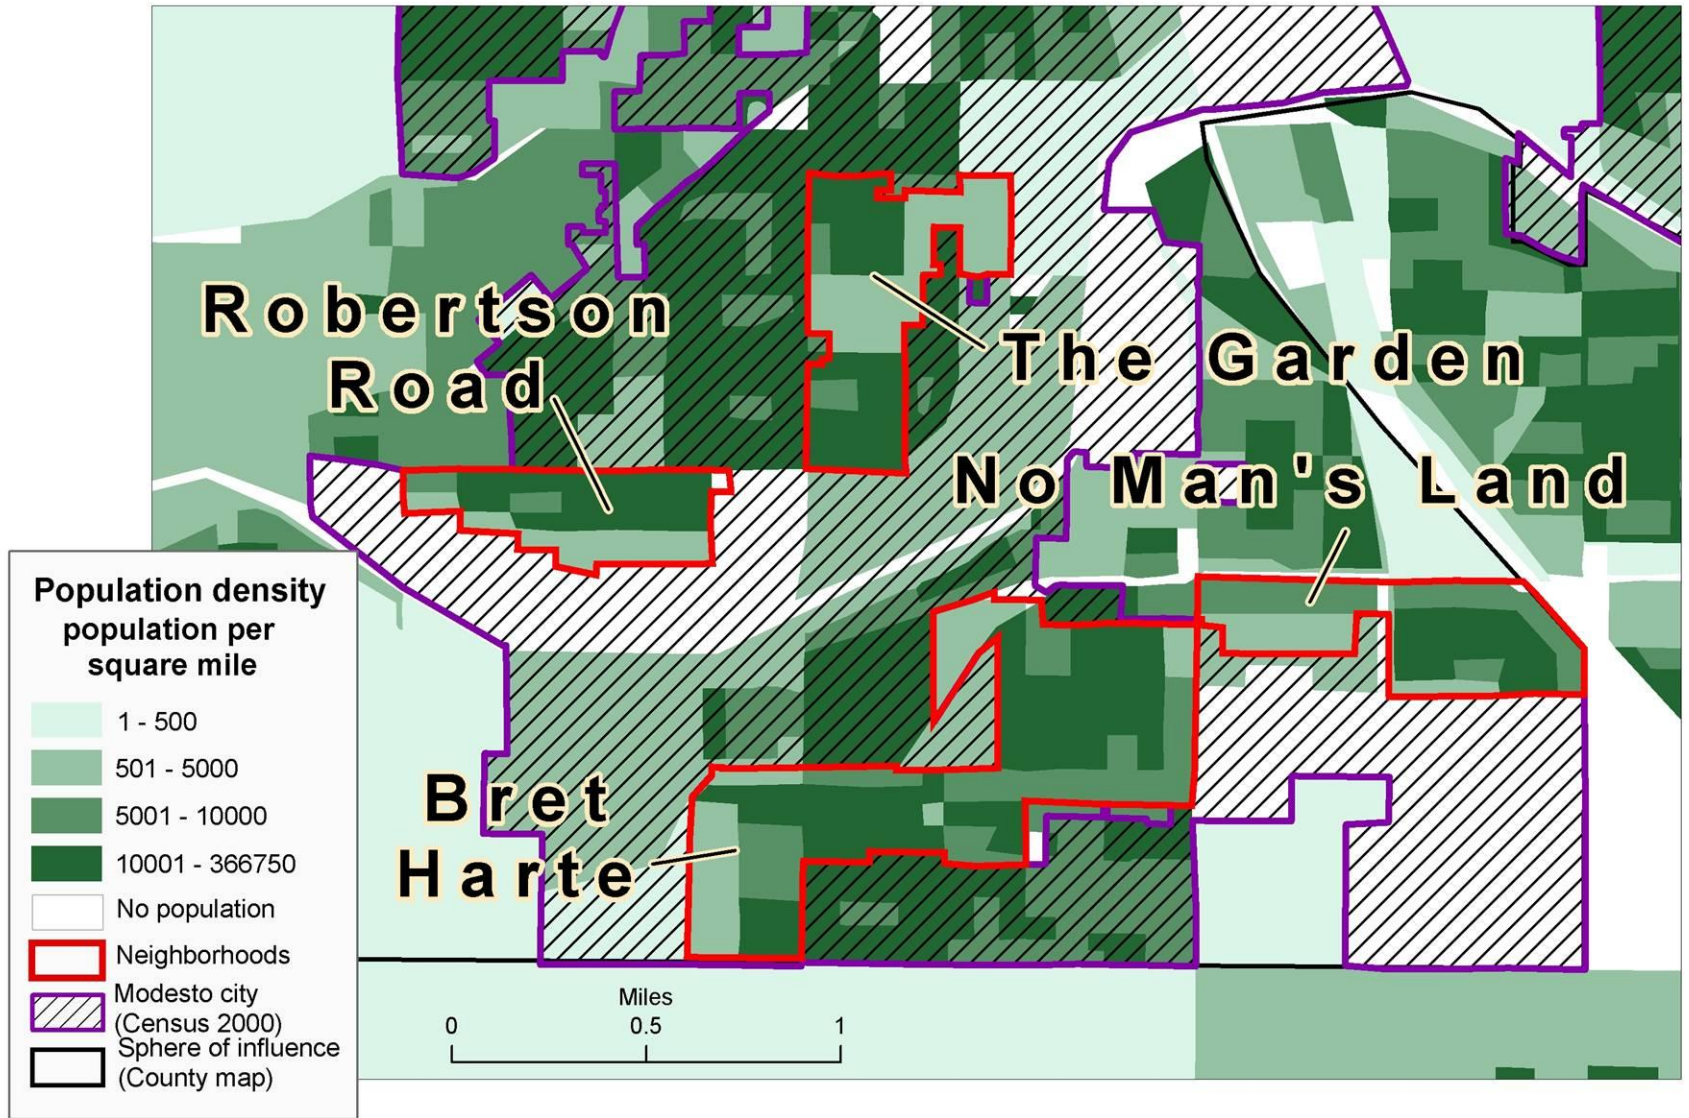 Robertson
Road
The Garden
No Man's Land
Bret
Harte
Population density
population per
square mile
1 - 500
501 - 5000
5001 - 10000
10001 - 366750
No population
Neighborhoods
Modesto city
(Census 2000)
Sphere of influence
(County map)
Miles
0 0.5 1